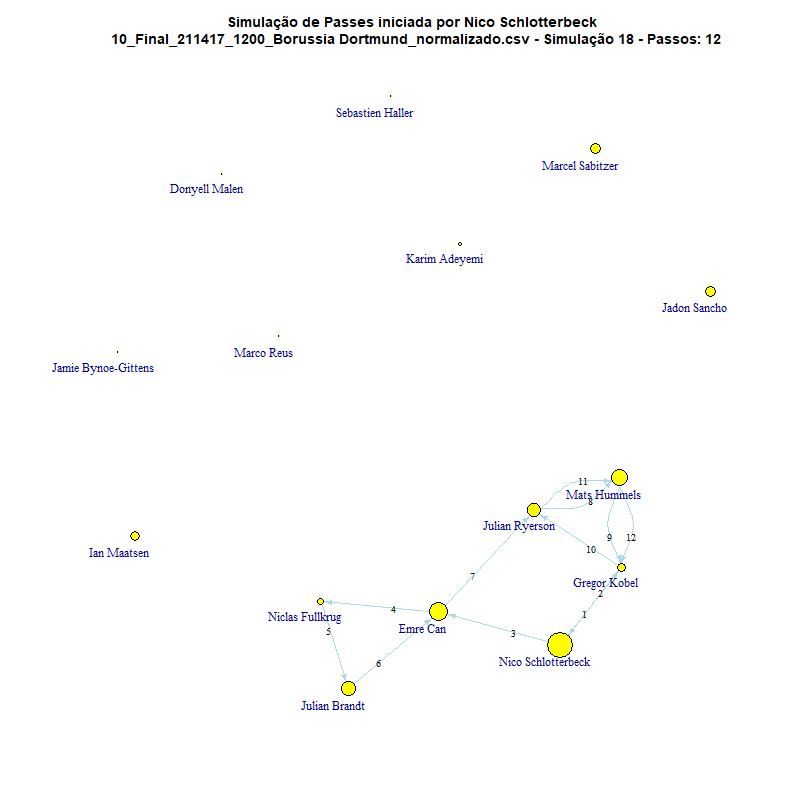 Simulação de Passes iniciada por Nico Schlotterbeck
10_Final_211417_1200_Borussia Dortmund_normalizado.csv - Simulação 18 - Passos: 12
Sebastien Haller
Marcel Sabitzer
Donyell Malen
Karim Adeyemi
Jadon Sancho
Marco Reus
Jamie Bynoe-Gittens
11
Mats Hummels
8
Julian Ryerson
9
12
10
Ian Maatsen
7
Gregor Kobel
2
4
1
Niclas Fullkrug
Emre Can
5
3
6
Nico Schlotterbeck
Julian Brandt